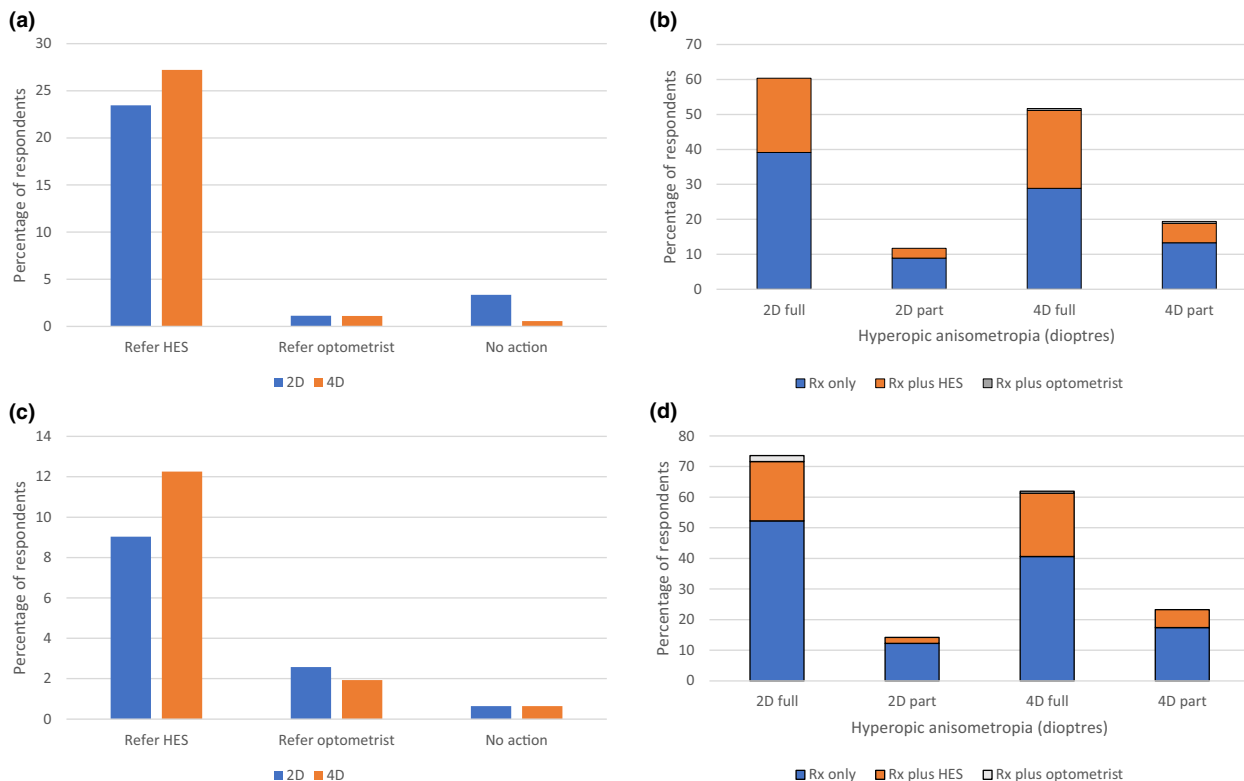 (a)
Percentage of respondents
30
25
20
15
10
5
0
Refer HES Refer optometrist No action
2D 4D
(b)
Percentage of respondents
70
60
50
40
30
20
10
0
2D full 2D part 4D full 4D part
Hyperopic anisometropia (dioptres)
Rx only Rx plus HES Rx plus optometrist
(c)
Percentage of respondents
14
12
10
8
6
4
2
0
Refer HES Refer optometrist No action
2D 4D
(d)
Percentage of respondents
80
70
60
50
40
30
20
10
0
2D full 2D part 4D full 4D part
Hyperopic anisometropia (dioptres)
Rx only Rx plus HES Rx plus optometrist